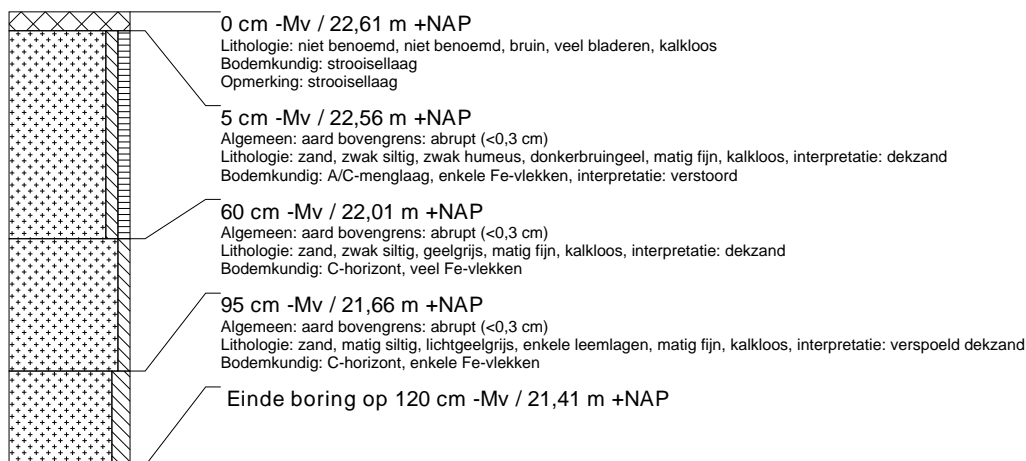 0 cm -Mv / 22,61 m +NAP
Lithologie: niet benoemd, niet benoemd, bruin, veel bladeren, kalkloos
Bodemkundig: strooisellaag
Opmerking: strooisellaag
5 cm -Mv / 22,56 m +NAP
Algemeen: aard bovengrens: abrupt (<0,3 cm)
Lithologie: zand, zwak siltig, zwak humeus, donkerbruingeel, matig fijn, kalkloos, interpretatie: dekzand
Bodemkundig: A/C-menglaag, enkele Fe-vlekken, interpretatie: verstoord
60 cm -Mv / 22,01 m +NAP
Algemeen: aard bovengrens: abrupt (<0,3 cm)
Lithologie: zand, zwak siltig, geelgrijs, matig fijn, kalkloos, interpretatie: dekzand
Bodemkundig: C-horizont, veel Fe-vlekken
95 cm -Mv / 21,66 m +NAP
Algemeen: aard bovengrens: abrupt (<0,3 cm)
Lithologie: zand, matig siltig, lichtgeelgrijs, enkele leemlagen, matig fijn, kalkloos, interpretatie: verspoeld dekzand
Bodemkundig: C-horizont, enkele Fe-vlekken
Einde boring op 120 cm -Mv / 21,41 m +NAP